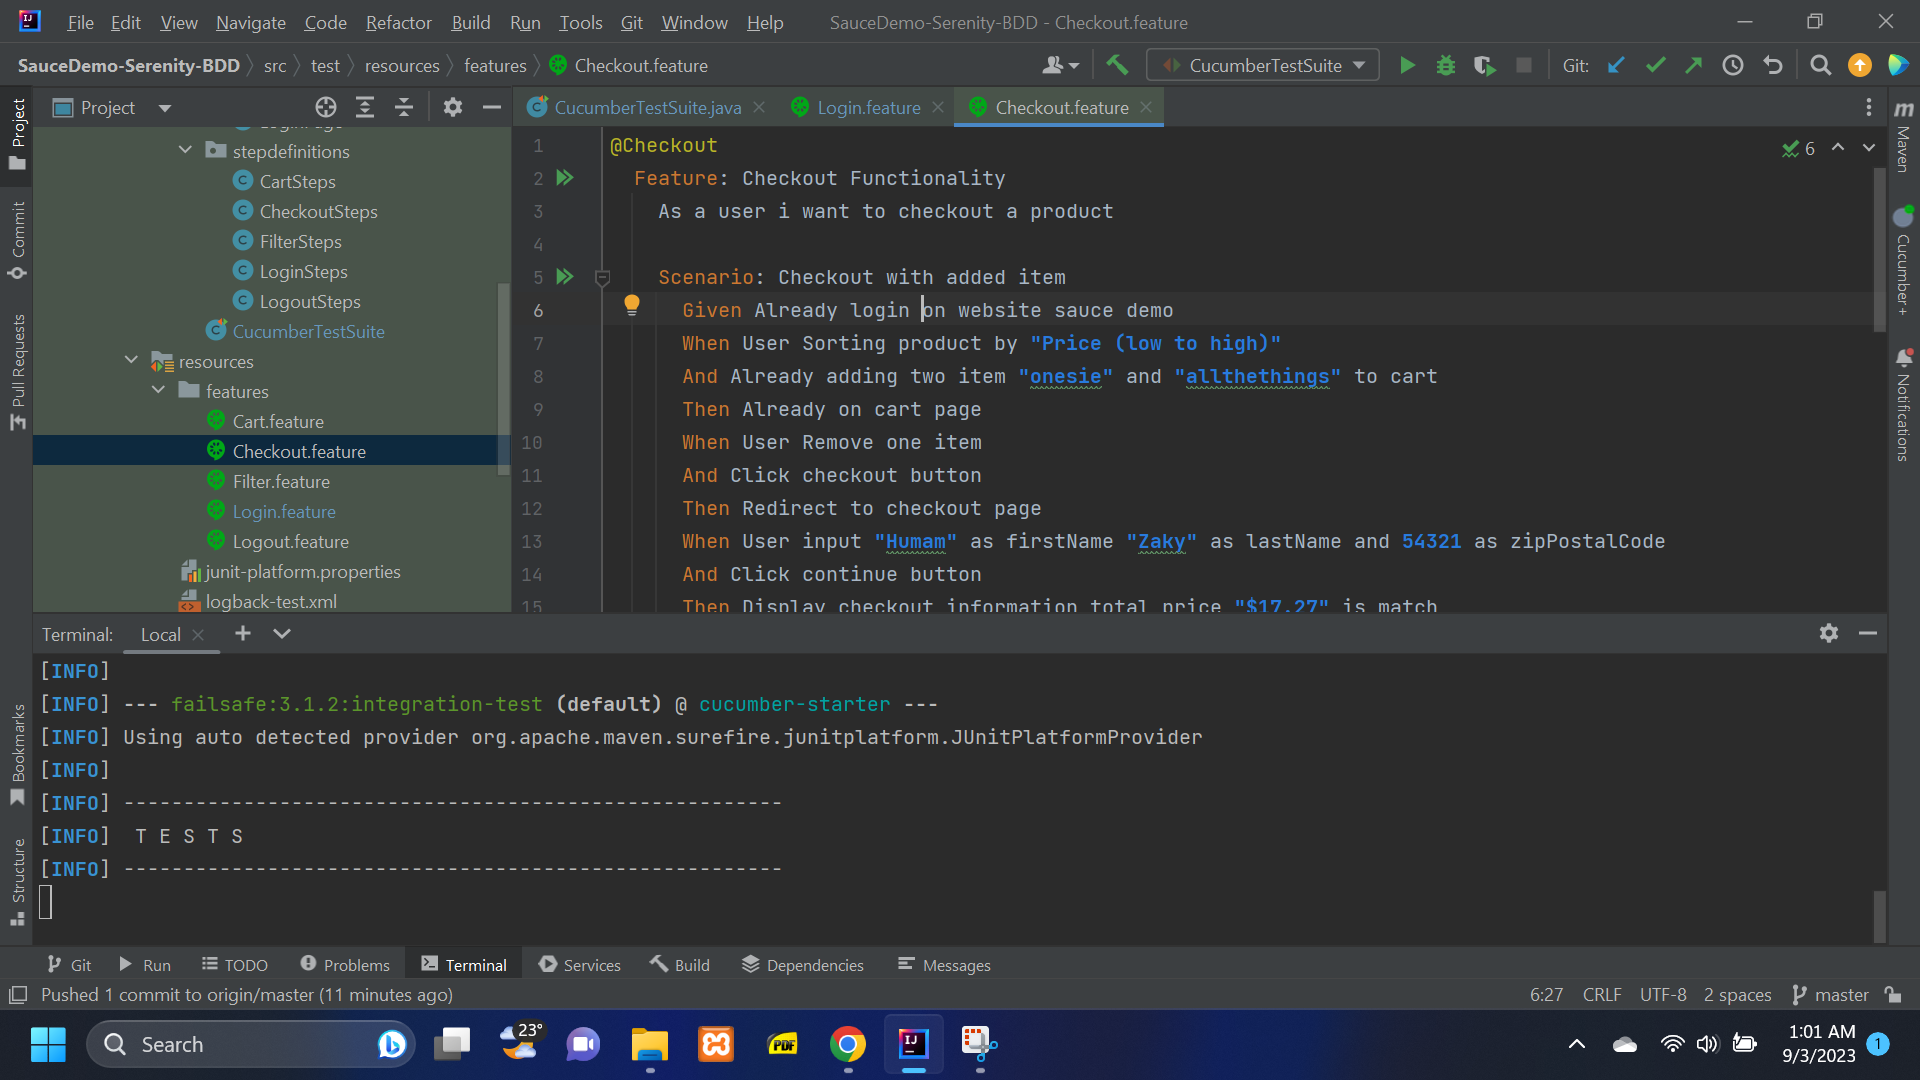 File Edit View Navigate Code Refactor Build Run Tools Git Window Help SauceDemo-Serenity-BDD - Checkout.feature
SauceDemo-Serenity-BDD src test resources features Checkout.feature CucumberTestSuite Git:
Project CucumberTestSuite.java Login.feature Checkout.feature
stepdefinitions
CartSteps
CheckoutSteps
FilterSteps
LoginSteps
LogoutSteps
CucumberTestSuite
resources
features
Cart.feature
Checkout.feature
Filter.feature
Login.feature
Logout.feature
junit-platform.properties
logback-test.xml
1 @Checkout
2 Feature: Checkout Functionality
3 As a user i want to checkout a product
4
5 Scenario: Checkout with added item
6 Given Already login on website sauce demo
7 When User Sorting product by "Price (low to high)"
8 And Already adding two item "onesie" and "allthethings" to cart
9 Then Already on cart page
10 When User Remove one item
11 And Click checkout button
12 Then Redirect to checkout page
13 When User input "Humam" as firstName "Zaky" as lastName and 54321 as zipPostalCode
14 And Click continue button
15 Then Display checkout information total price "$17.27" is match
6
Project
Commit
Pull Requests
Bookmarks
Structure
Maven
Cucumber+
Notifications
Terminal: Local
[INFO]
[INFO] --- failsafe:3.1.2:integration-test (default) @ cucumber-starter ---
[INFO] Using auto detected provider org.apache.maven.surefire.junitplatform.JUnitPlatformProvider
[INFO]
[INFO] -------------------------------------------------------
[INFO]  T E S T S
[INFO] -------------------------------------------------------
Git Run TODO Problems Terminal Services Build Dependencies Messages
Pushed 1 commit to origin/master (11 minutes ago) 6:27 CRLF UTF-8 2 spaces master
Search 23° PDF IJ 1:01 AM
9/3/2023 1